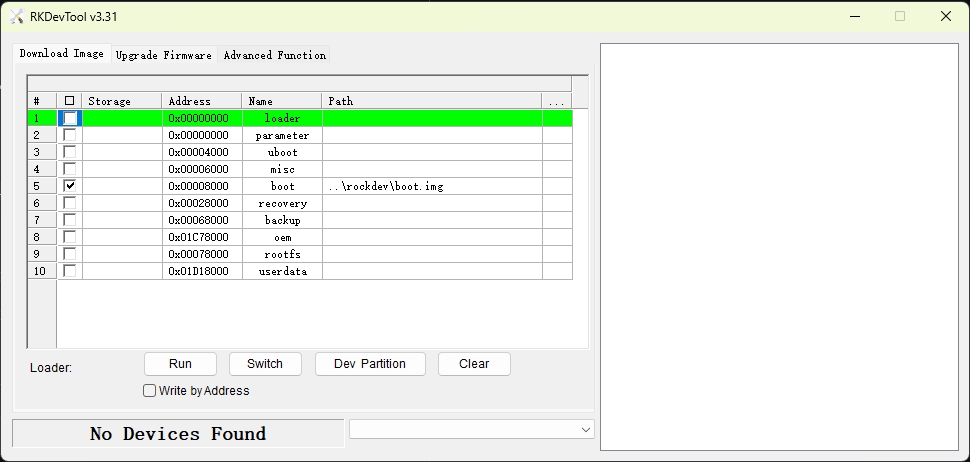 RKDevTool v3.31
Download Image Upgrade Firmware Advanced Function
# Storage Address Name Path ...
1 0x00000000 loader
2 0x00000000 parameter
3 0x00004000 uboot
4 0x00006000 misc
5 0x00008000 boot ..\rockdev\boot.img
6 0x00028000 recovery
7 0x00068000 backup
8 0x01C78000 oem
9 0x00078000 rootfs
10 0x01D18000 userdata
Loader: Run Switch Dev Partition Clear
Write by Address
No Devices Found